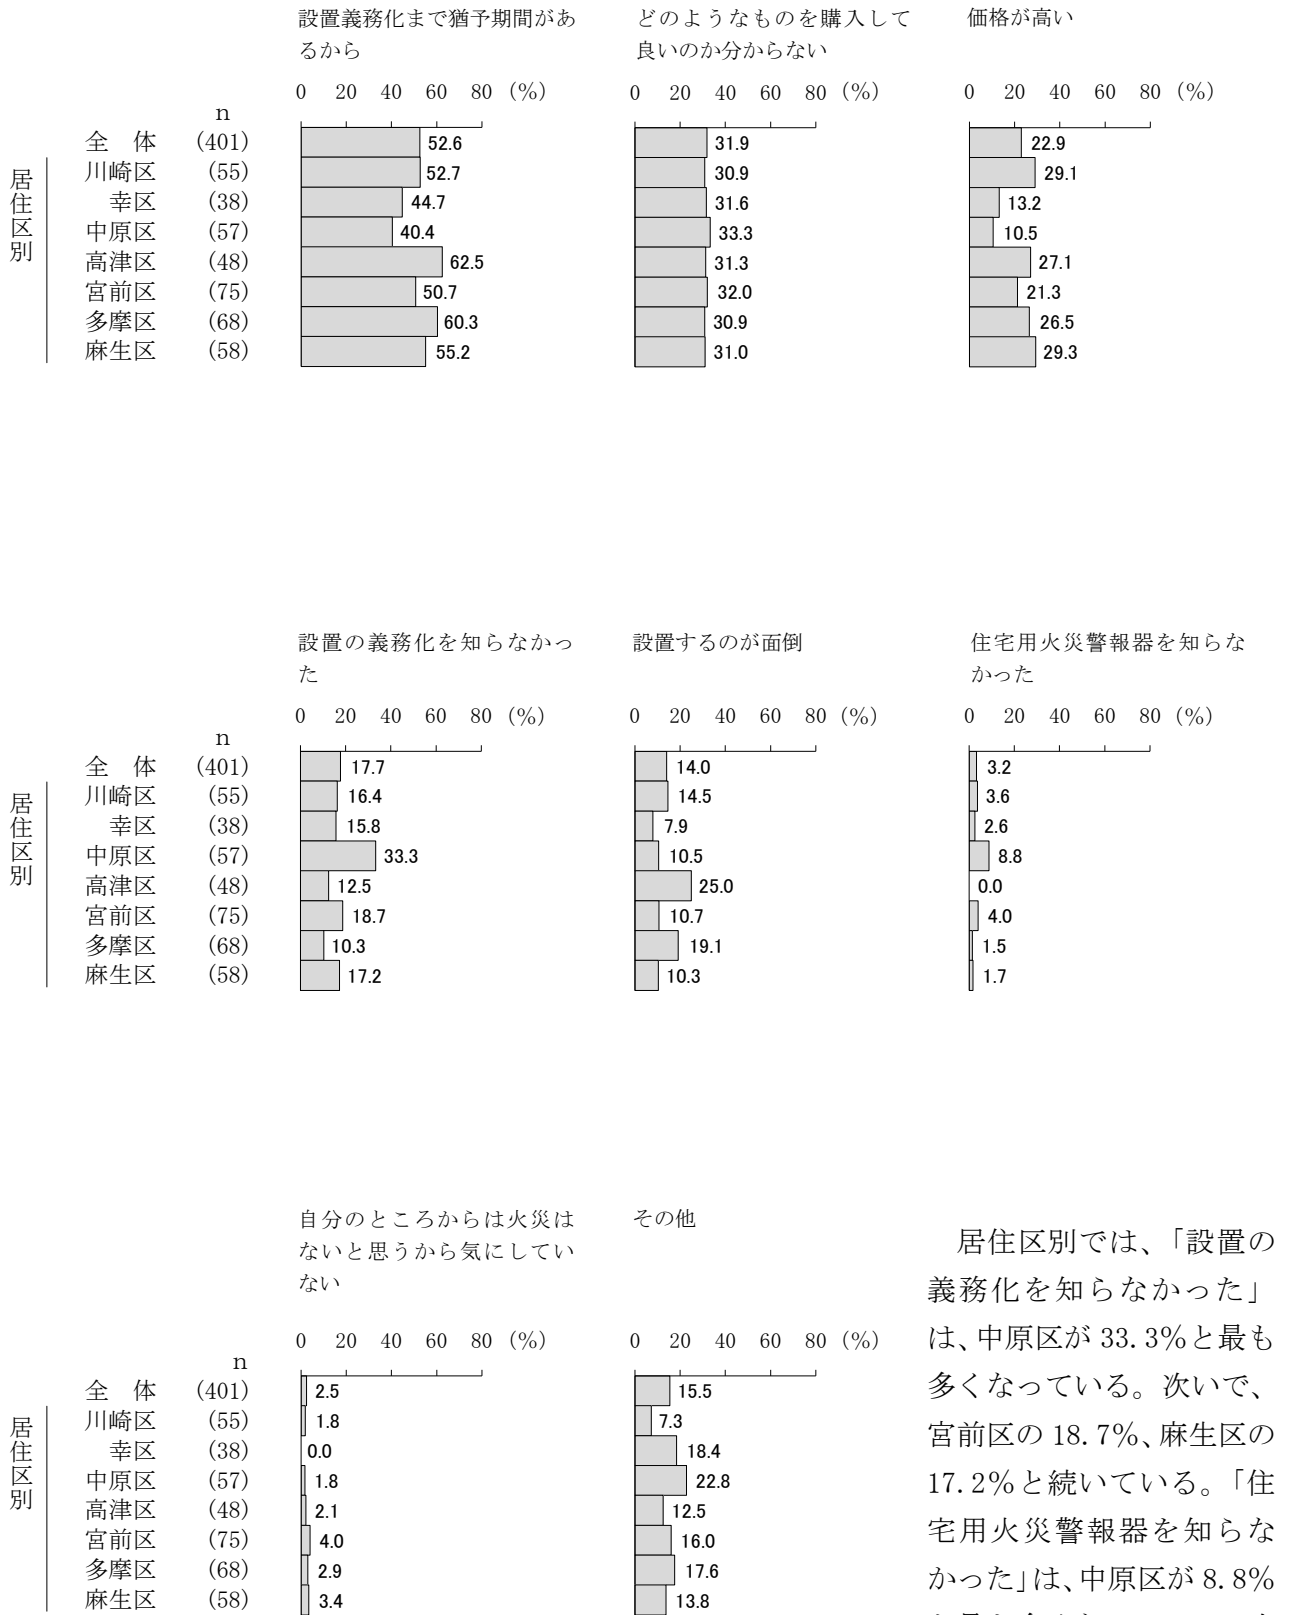 設置義務化まで猶予期間があ
るから
どのようなものを購入して
良いのか分からない
価格が高い
0 20 40 60 80 (%)
0 20 40 60 80 (%)
0 20 40 60 80 (%)
n
居住区別
全 体 (401) 52.6 31.9 22.9
川崎区 (55) 52.7 30.9 29.1
幸区 (38) 44.7 31.6 13.2
中原区 (57) 40.4 33.3 10.5
高津区 (48) 62.5 31.3 27.1
宮前区 (75) 50.7 32.0 21.3
多摩区 (68) 60.3 30.9 26.5
麻生区 (58) 55.2 31.0 29.3
設置の義務化を知らなかっ
た
設置するのが面倒
住宅用火災警報器を知らな
かった
0 20 40 60 80 (%)
0 20 40 60 80 (%)
0 20 40 60 80 (%)
n
居住区別
全 体 (401) 17.7 14.0 3.2
川崎区 (55) 16.4 14.5 3.6
幸区 (38) 15.8 7.9 2.6
中原区 (57) 33.3 10.5 8.8
高津区 (48) 12.5 25.0 0.0
宮前区 (75) 18.7 10.7 4.0
多摩区 (68) 10.3 19.1 1.5
麻生区 (58) 17.2 10.3 1.7
自分のところからは火災は
ないと思うから気にしてい
ない
その他
0 20 40 60 80 (%)
0 20 40 60 80 (%)
n
居住区別
全 体 (401) 2.5 15.5
川崎区 (55) 1.8 7.3
幸区 (38) 0.0 18.4
中原区 (57) 1.8 22.8
高津区 (48) 2.1 12.5
宮前区 (75) 4.0 16.0
多摩区 (68) 2.9 17.6
麻生区 (58) 3.4 13.8
居住区別では、「設置の
義務化を知らなかった」
は、中原区が 33.3%と最も
多くなっている。次いで、
宮前区の 18.7%、麻生区の
17.2%と続いている。「住
宅用火災警報器を知らな
かった」は、中原区が 8.8%